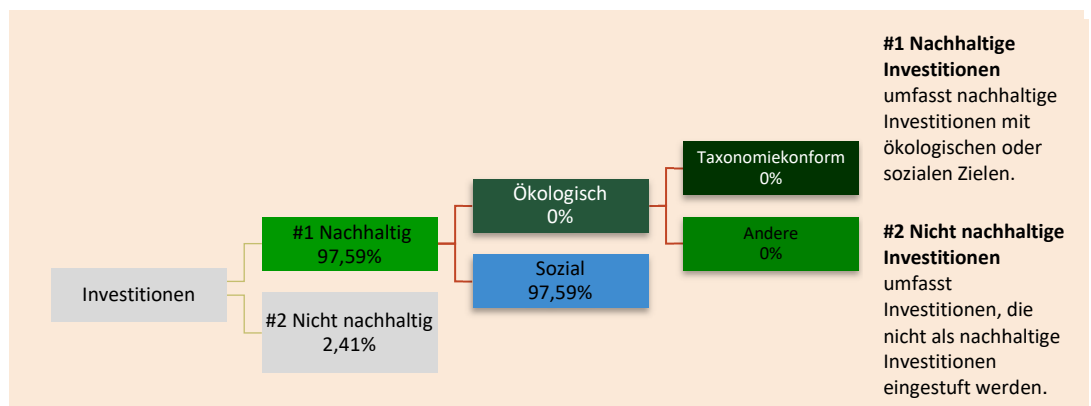 Investitionen
#1 Nachhaltig
97,59%
#2 Nicht nachhaltig
2,41%
Ökologisch
0%
Sozial
97,59%
Taxonomiekonform
0%
Andere
0%
#1 Nachhaltige
Investitionen
umfasst nachhaltige
Investitionen mit
ökologischen oder
sozialen Zielen.
#2 Nicht nachhaltige
Investitionen
umfasst
Investitionen, die
nicht als nachhaltige
Investitionen
eingestuft werden.